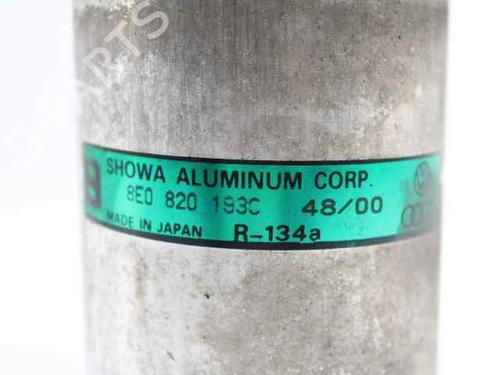 SHOWA ALUMINUM CORP.
8E0 820 193C 48/00
MADE IN JAPAN R-134a